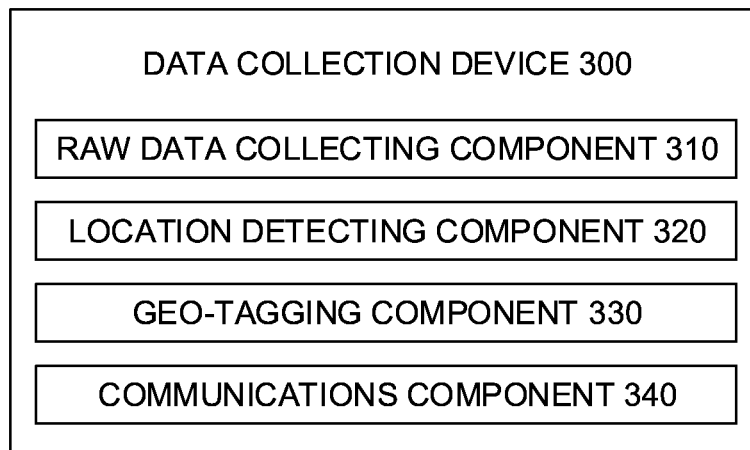 DATA COLLECTION DEVICE 300
RAW DATA COLLECTING COMPONENT 310
LOCATION DETECTING COMPONENT 320
GEO-TAGGING COMPONENT 330
COMMUNICATIONS COMPONENT 340